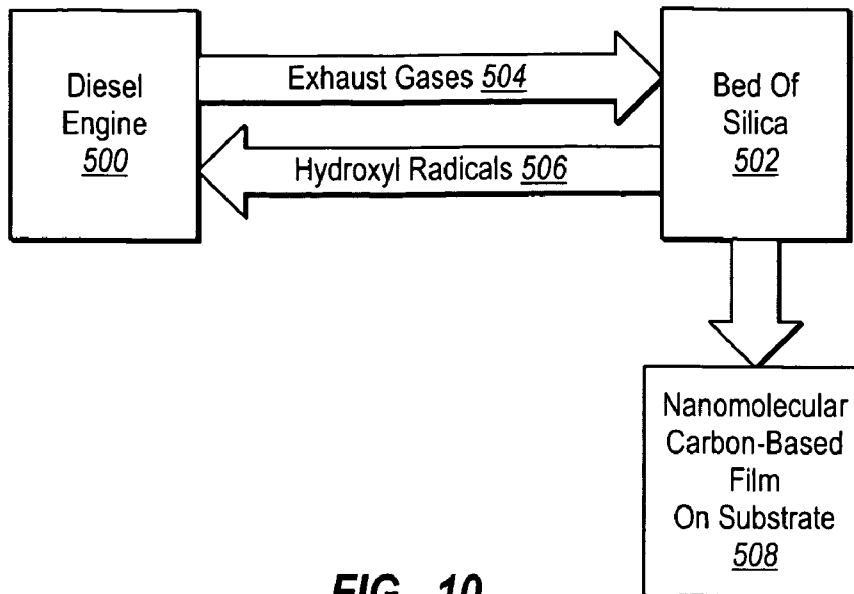 Diesel
Engine
500
Exhaust Gases 504
Hydroxyl Radicals 506
Bed Of
Silica
502
Nanomolecular
Carbon-Based
Film
On Substrate
508
FIG. 10